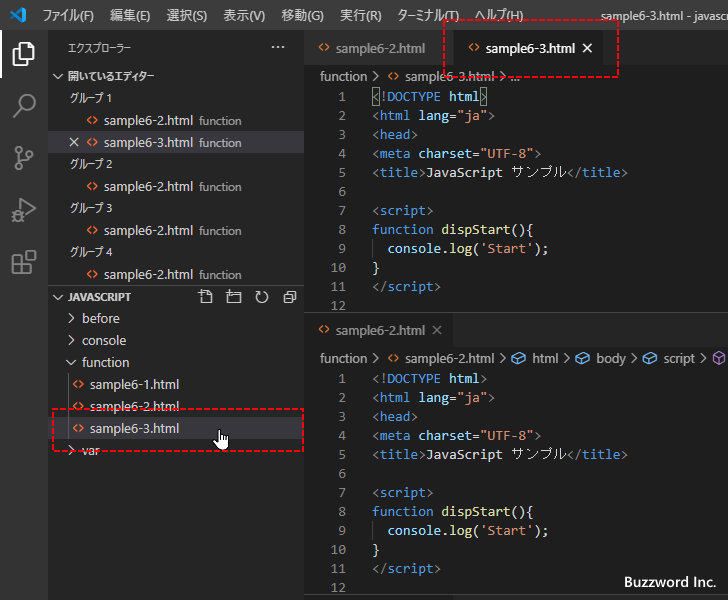 ファイル(F) 編集(E) 選択(S) 表示(V) 移動(G) 実行(R) ターミナル(T) ヘルプ(H) sample6-3.html - javasc
エクスプローラー ...
開いているエディター
グループ 1
sample6-2.html function
sample6-3.html function
グループ 2
sample6-2.html function
グループ 3
sample6-2.html function
グループ 4
sample6-2.html function
JAVASCRIPT
before
console
function
sample6-1.html
sample6-2.html
sample6-3.html
var
sample6-2.html sample6-3.html
function > sample6-3.html > ...
1 <!DOCTYPE html>
2 <html lang="ja">
3 <head>
4 <meta charset="UTF-8">
5 <title>JavaScript サンプル</title>
6
7 <script>
8 function dispStart(){
9 console.log('Start');
10 }
11 </script>
12
sample6-2.html
function > sample6-2.html > html > body > script >
1 <!DOCTYPE html>
2 <html lang="ja">
3 <head>
4 <meta charset="UTF-8">
5 <title>JavaScript サンプル</title>
6
7 <script>
8 function dispStart(){
9 console.log('Start');
10 }
11 </script>
12
Buzzword Inc.